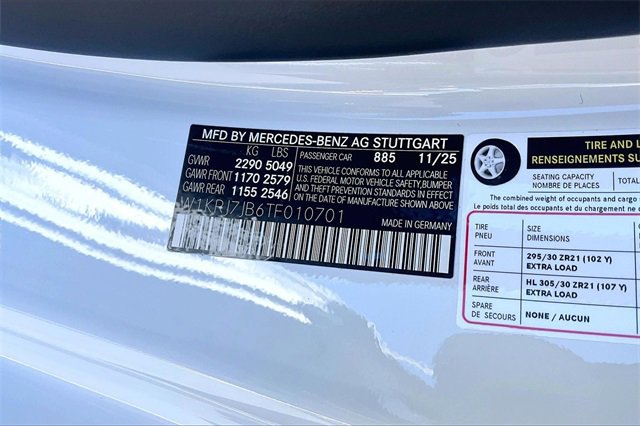 MFD BY MERCEDES-BENZ AG STUTTGART
KG LBS
GWVR 2290 5049
GAWR FRONT 1170 2579
GAWR REAR 1155 2546
PASSENGER CAR 885 11/25
THIS VEHICLE CONFORMS TO ALL APPLICABLE
U.S. FEDERAL MOTOR VEHICLE SAFETY, BUMPER
AND THEFT PREVENTION STANDARDS IN EFFECT
ON THE DATE OF MANUFACTURE SHOWN ABOVE
W1KRJ7JB6TF010701
MADE IN GERMANY
TIRE AND
RENSEIGNEMENTS
SEATING CAPACITY
NOMBRE DE PLACES
The combined weight of occupants and cargo
Le poids total des occupants et du chargement ne
TIRE SIZE
PNEU DIMENSIONS
FRONT 295/30 ZR21 (102 Y)
AVANT EXTRA LOAD
REAR HL 305/30 ZR21 (107 Y)
ARRIÈRE EXTRA LOAD
SPARE NONE / AUCUN
DE SECOURS